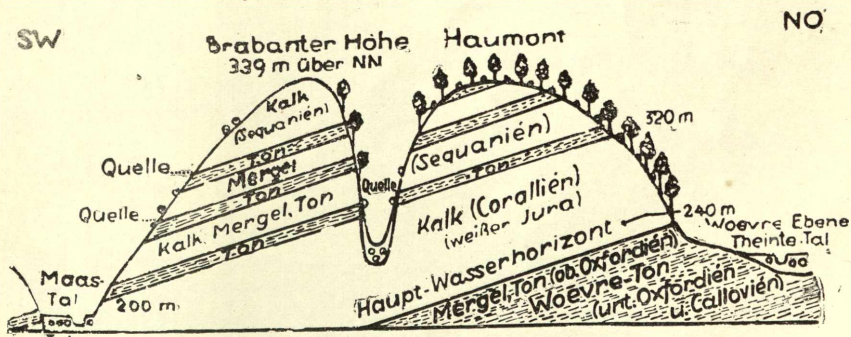 SW
NO
Brabanter Höhe
339 m über NN
Haumont
Kalk
(Sequanién)
320 m
Ton
Mergel
Ton
Kalk, Mergel, Ton
Ton
Quelle
Quelle
Quelle
(Sequanién)
Ton
Kalk (Corallién)
(weißer Jura)
240 m
Woevre Ebene
Theinte-Tal
Haupt-Wasserhorizont
Mergel, Ton (ob. Oxfordién)
Woevre-Ton
(unt. Oxfordién
u. Callovién)
Maas-
Tal
200 m